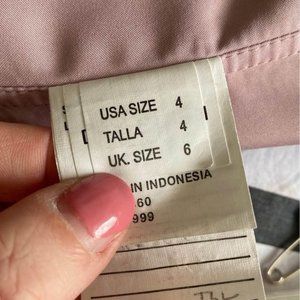 USA SIZE 4
TALLA 4
UK. SIZE 6
IN INDONESIA
60
999